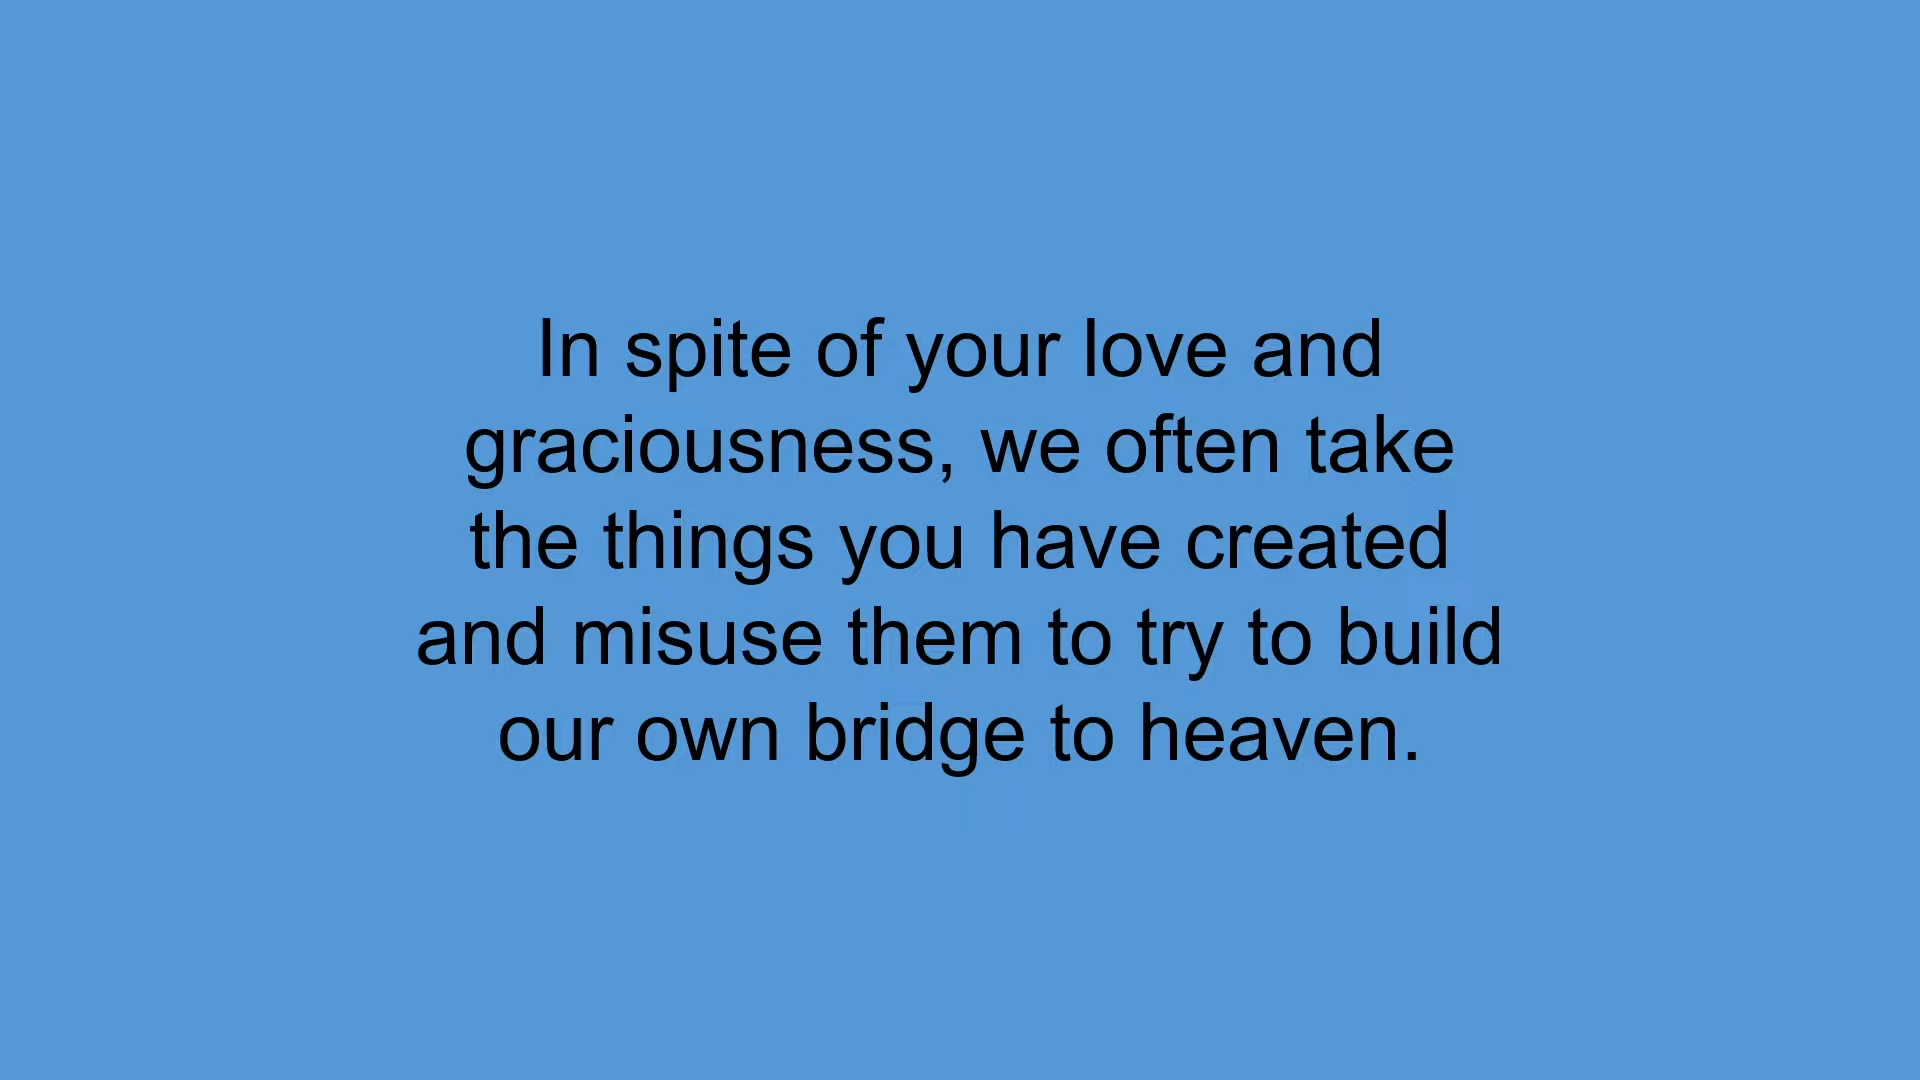 In spite of your love and
graciousness, we often take
the things you have created
and misuse them to try to build
our own bridge to heaven.